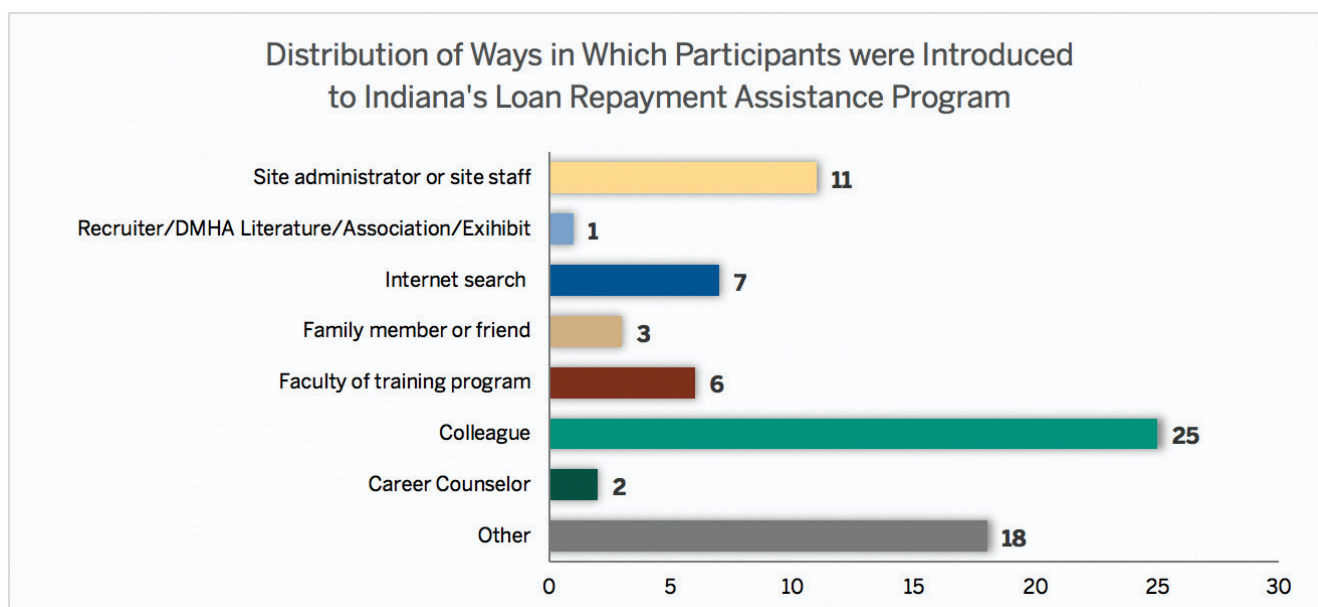 Distribution of Ways in Which Participants were Introduced
to Indiana's Loan Repayment Assistance Program
Site administrator or site staff 11
Recruiter/DMHA Literature/Association/Exihibit 1
Internet search 7
Family member or friend 3
Faculty of training program 6
Colleague 25
Career Counselor 2
Other 18
0 5 10 15 20 25 30